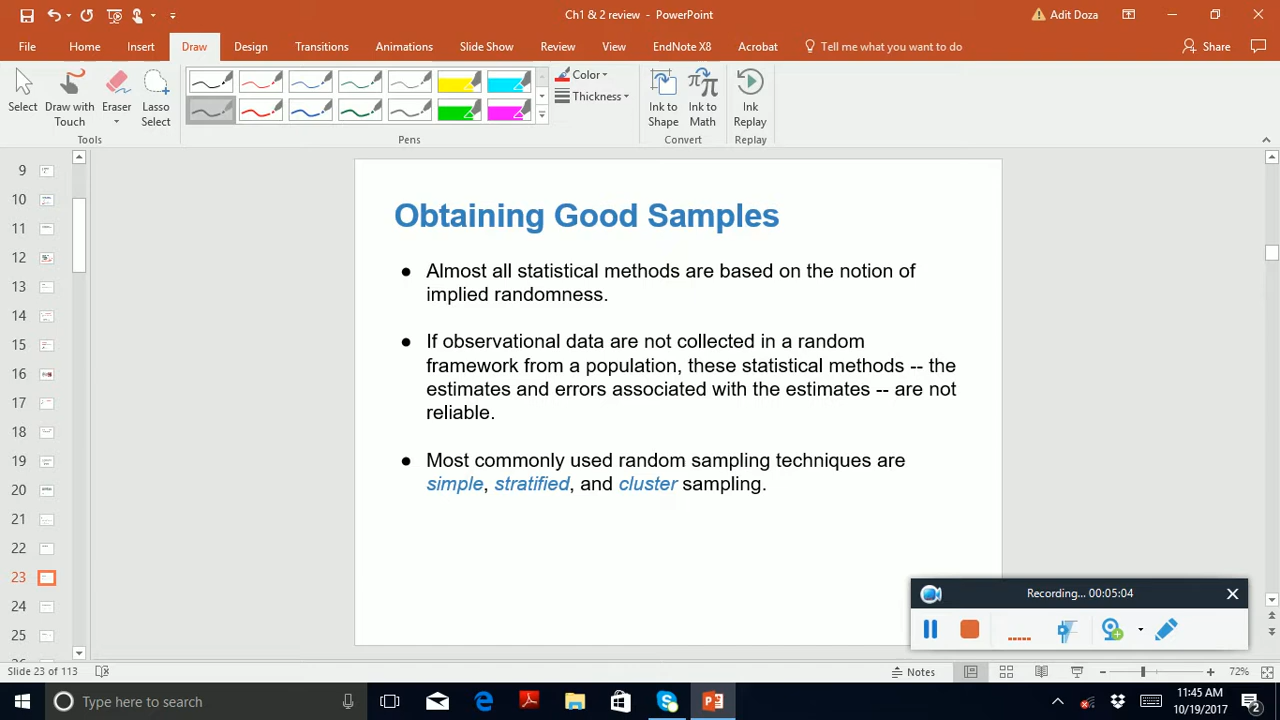 Ch1 & 2 review - PowerPoint
Adit Doza
File Home Insert Draw Design Transitions Animations Slide Show Review View EndNote X8 Acrobat Tell me what you want to do Share
Select Draw with Touch Eraser Lasso Select
Color
Thickness
Ink to Shape Ink to Math Ink Replay
Tools Pens Convert Replay
9
10
11
12
13
14
15
16
17
18
19
20
21
22
23
24
25
Obtaining Good Samples
● Almost all statistical methods are based on the notion of
implied randomness.
● If observational data are not collected in a random
framework from a population, these statistical methods -- the
estimates and errors associated with the estimates -- are not
reliable.
● Most commonly used random sampling techniques are
simple, stratified, and cluster sampling.
Recording... 00:05:04
Slide 23 of 113 Notes 72%
Type here to search
11:45 AM
10/19/2017
2